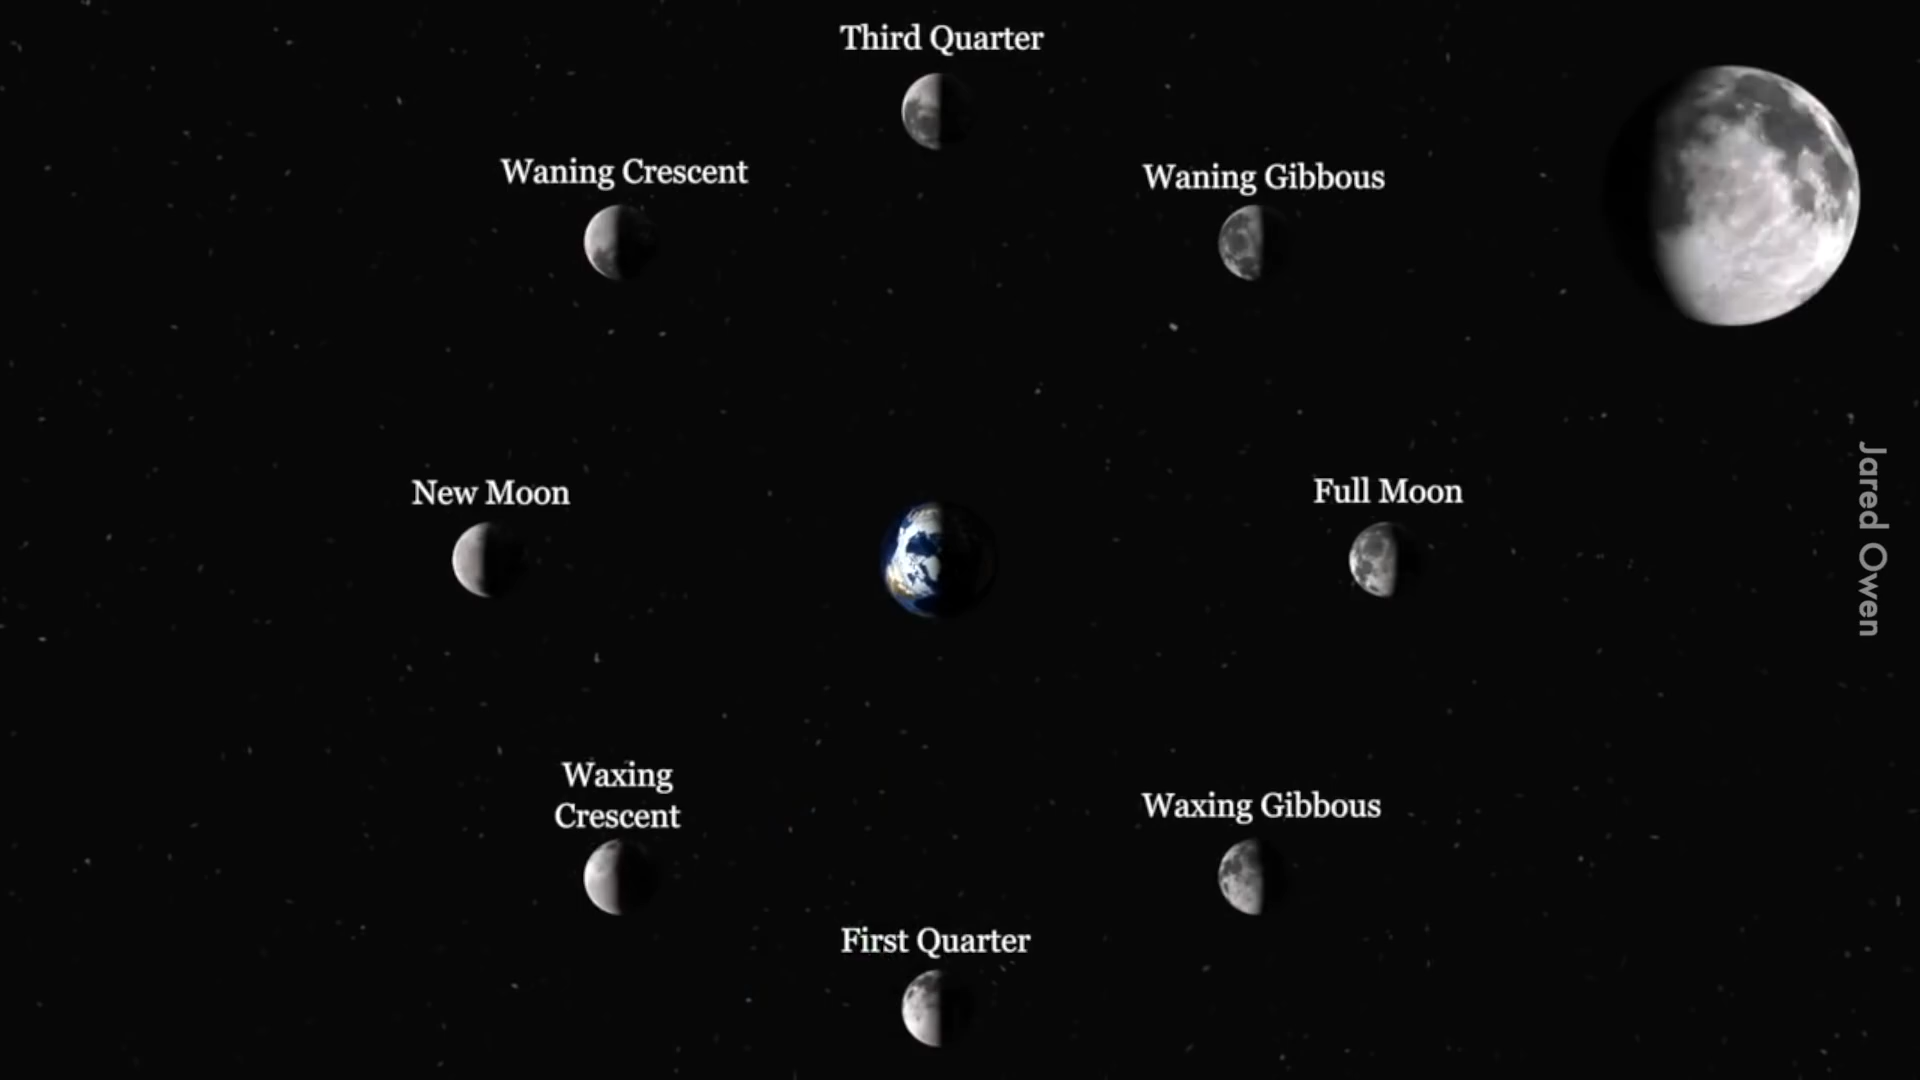 Third Quarter
Waning Crescent
Waning Gibbous
New Moon
Full Moon
Jared Owen
Waxing
Crescent
Waxing Gibbous
First Quarter